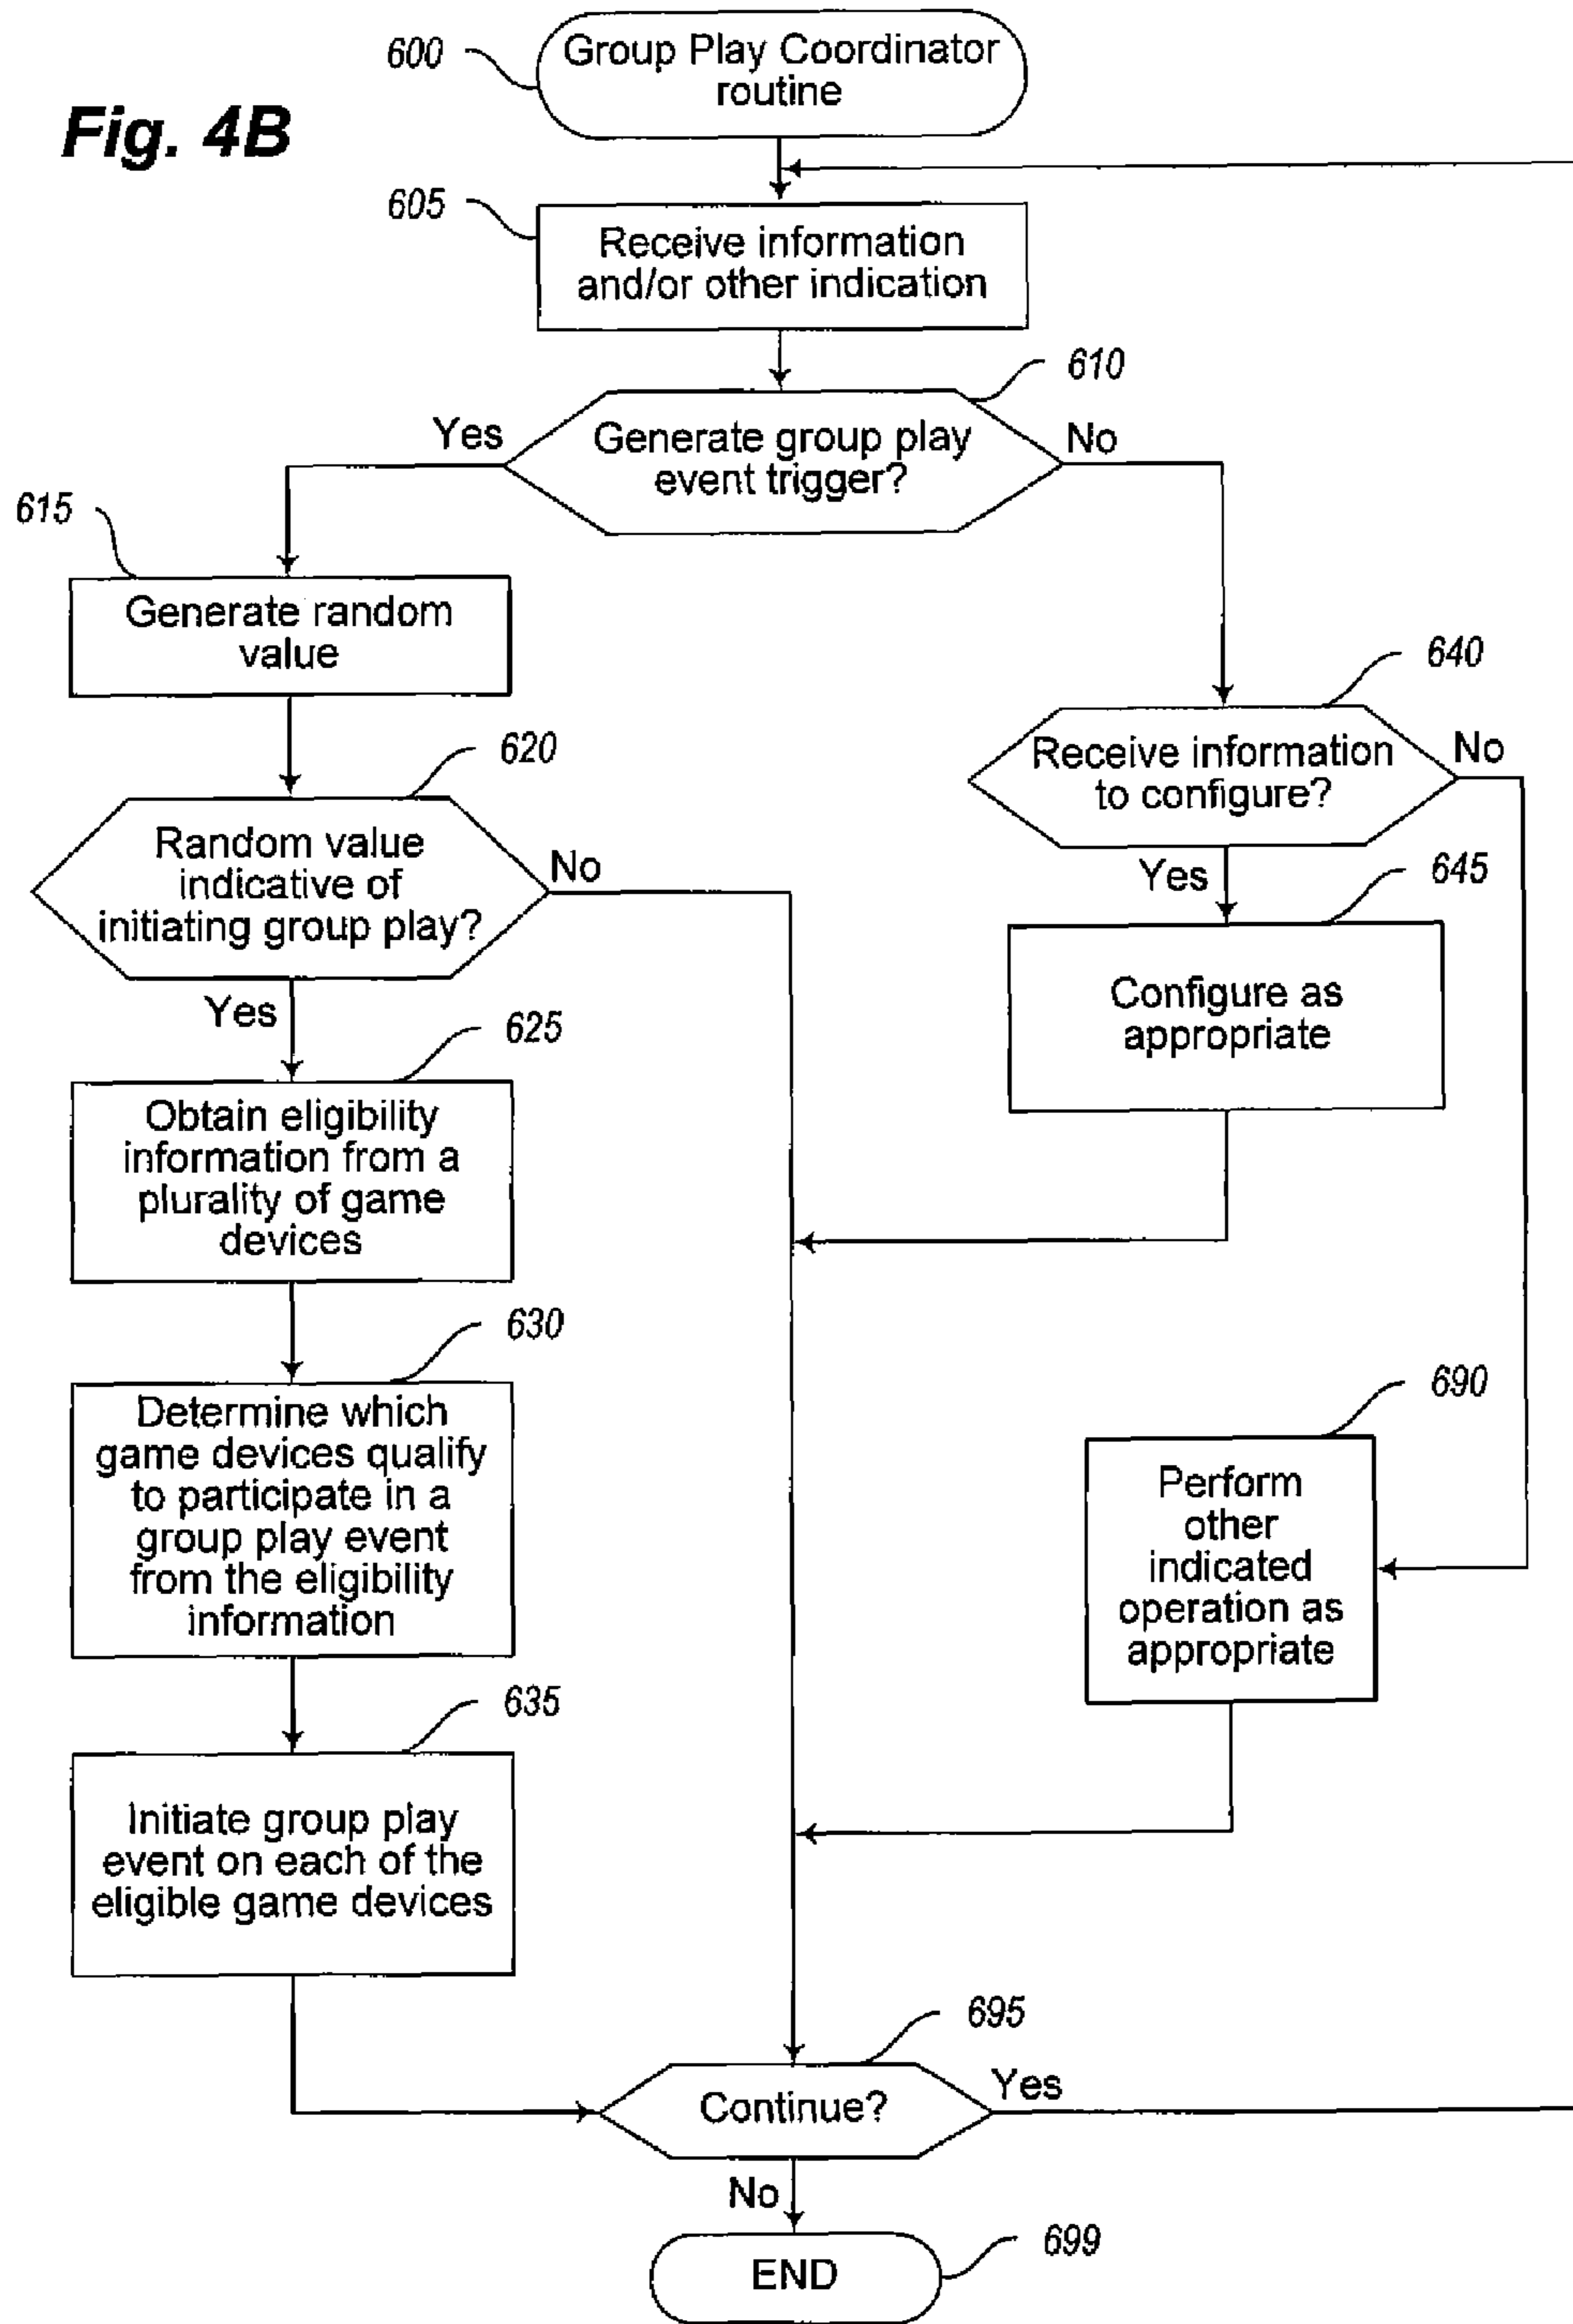 Fig. 4B
600
Group Play Coordinator
routine
605
Receive information
and/or other indication
610
Generate group play
event trigger?
Yes
No
615
Generate random
value
640
Receive information
to configure?
No
Yes
620
Random value
indicative of
initiating group play?
No
Yes
645
Configure as
appropriate
625
Obtain eligibility
information from a
plurality of game
devices
630
Determine which
game devices qualify
to participate in a
group play event
from the eligibility
information
690
Perform
other
indicated
operation as
appropriate
635
Initiate group play
event on each of the
eligible game devices
695
Continue?
Yes
No
END
699